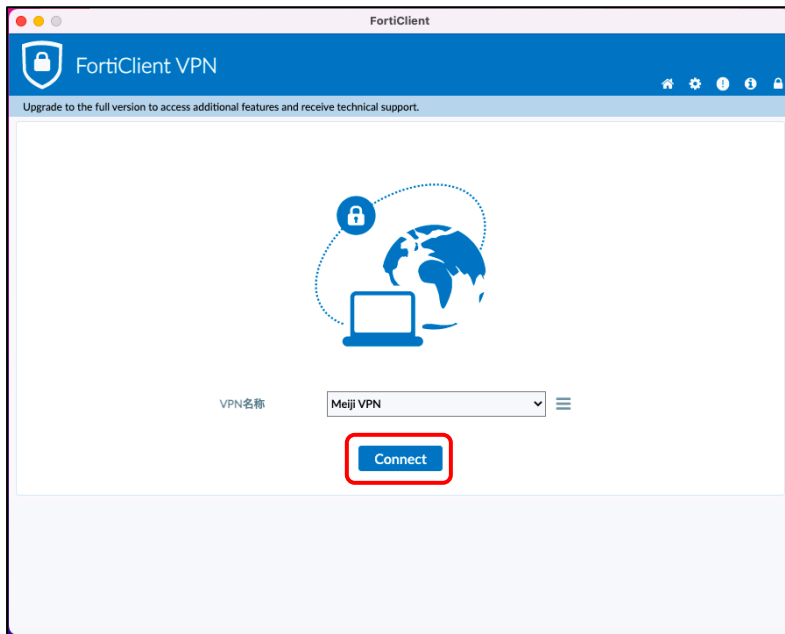 FortiClient
FortiClient VPN
Upgrade to the full version to access additional features and receive technical support.
VPN名称
Meiji VPN
Connect